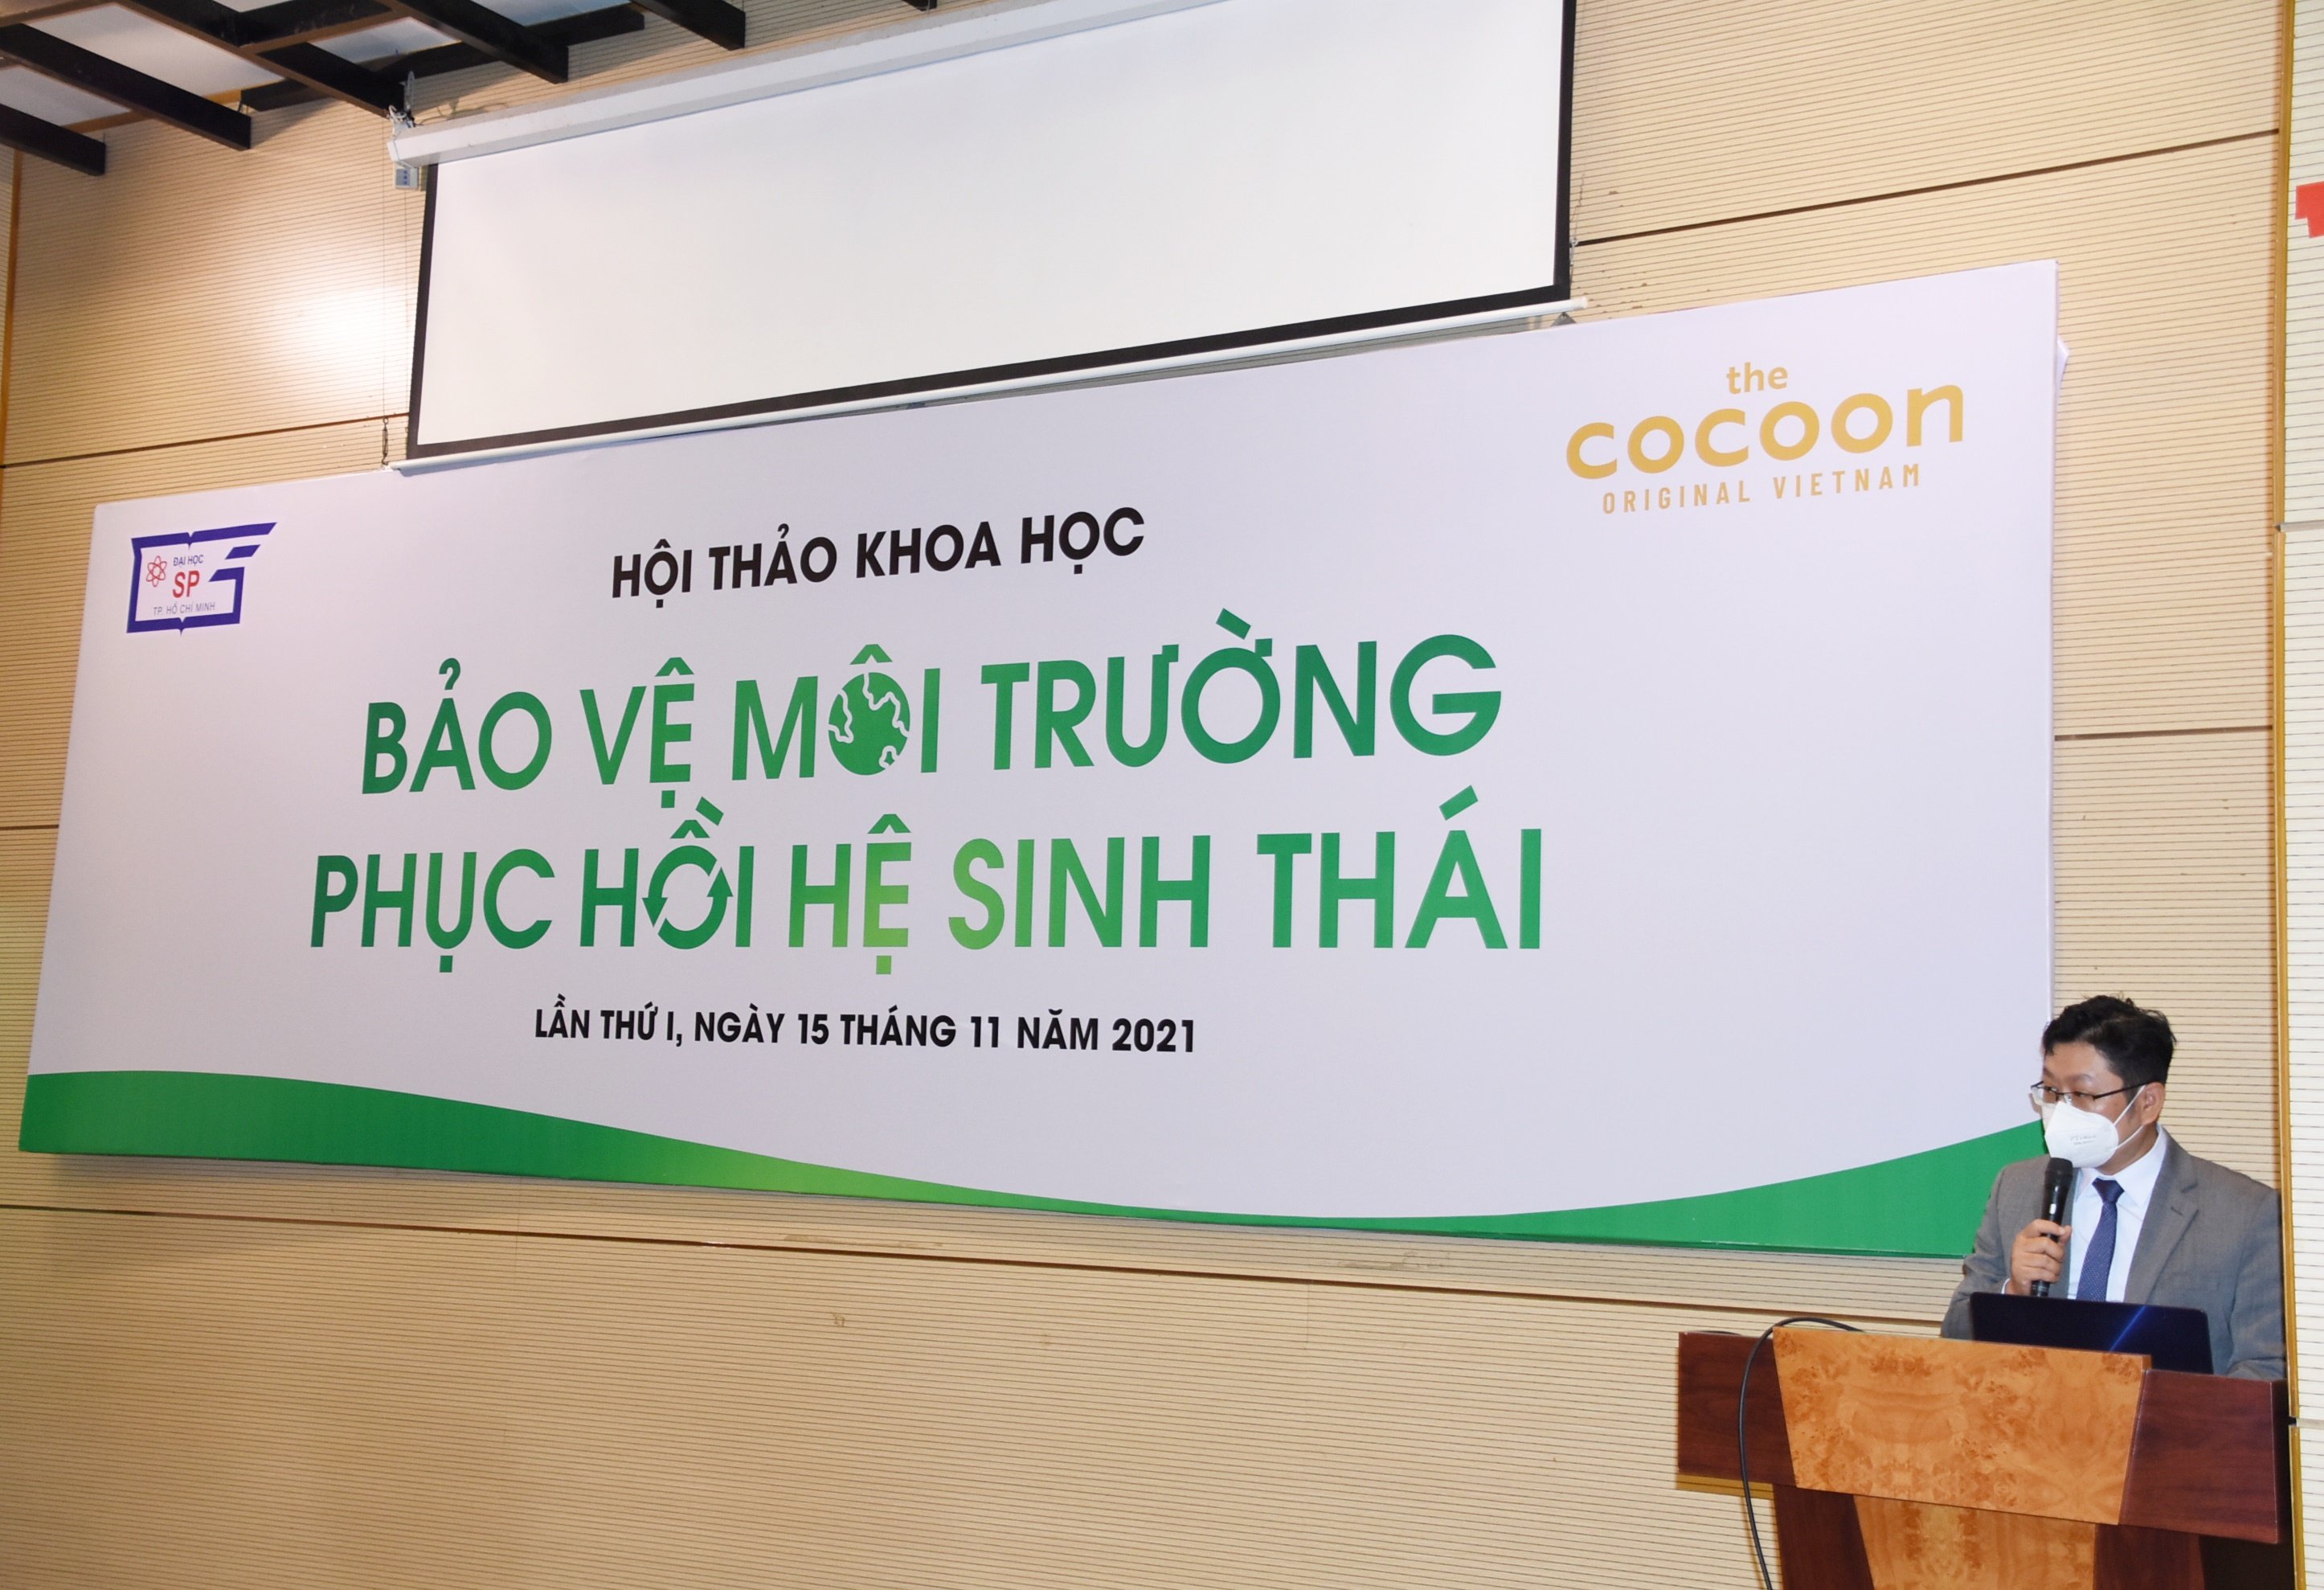 the
cocoon
ORIGINAL VIETNAM
ĐẠI HỌC
SP
TP. HỒ CHÍ MINH
HỘI THẢO KHOA HỌC
BẢO VỆ MÔI TRƯỜNG
PHỤC HỒI HỆ SINH THÁI
LẦN THỨ I, NGÀY 15 THÁNG 11 NĂM 2021